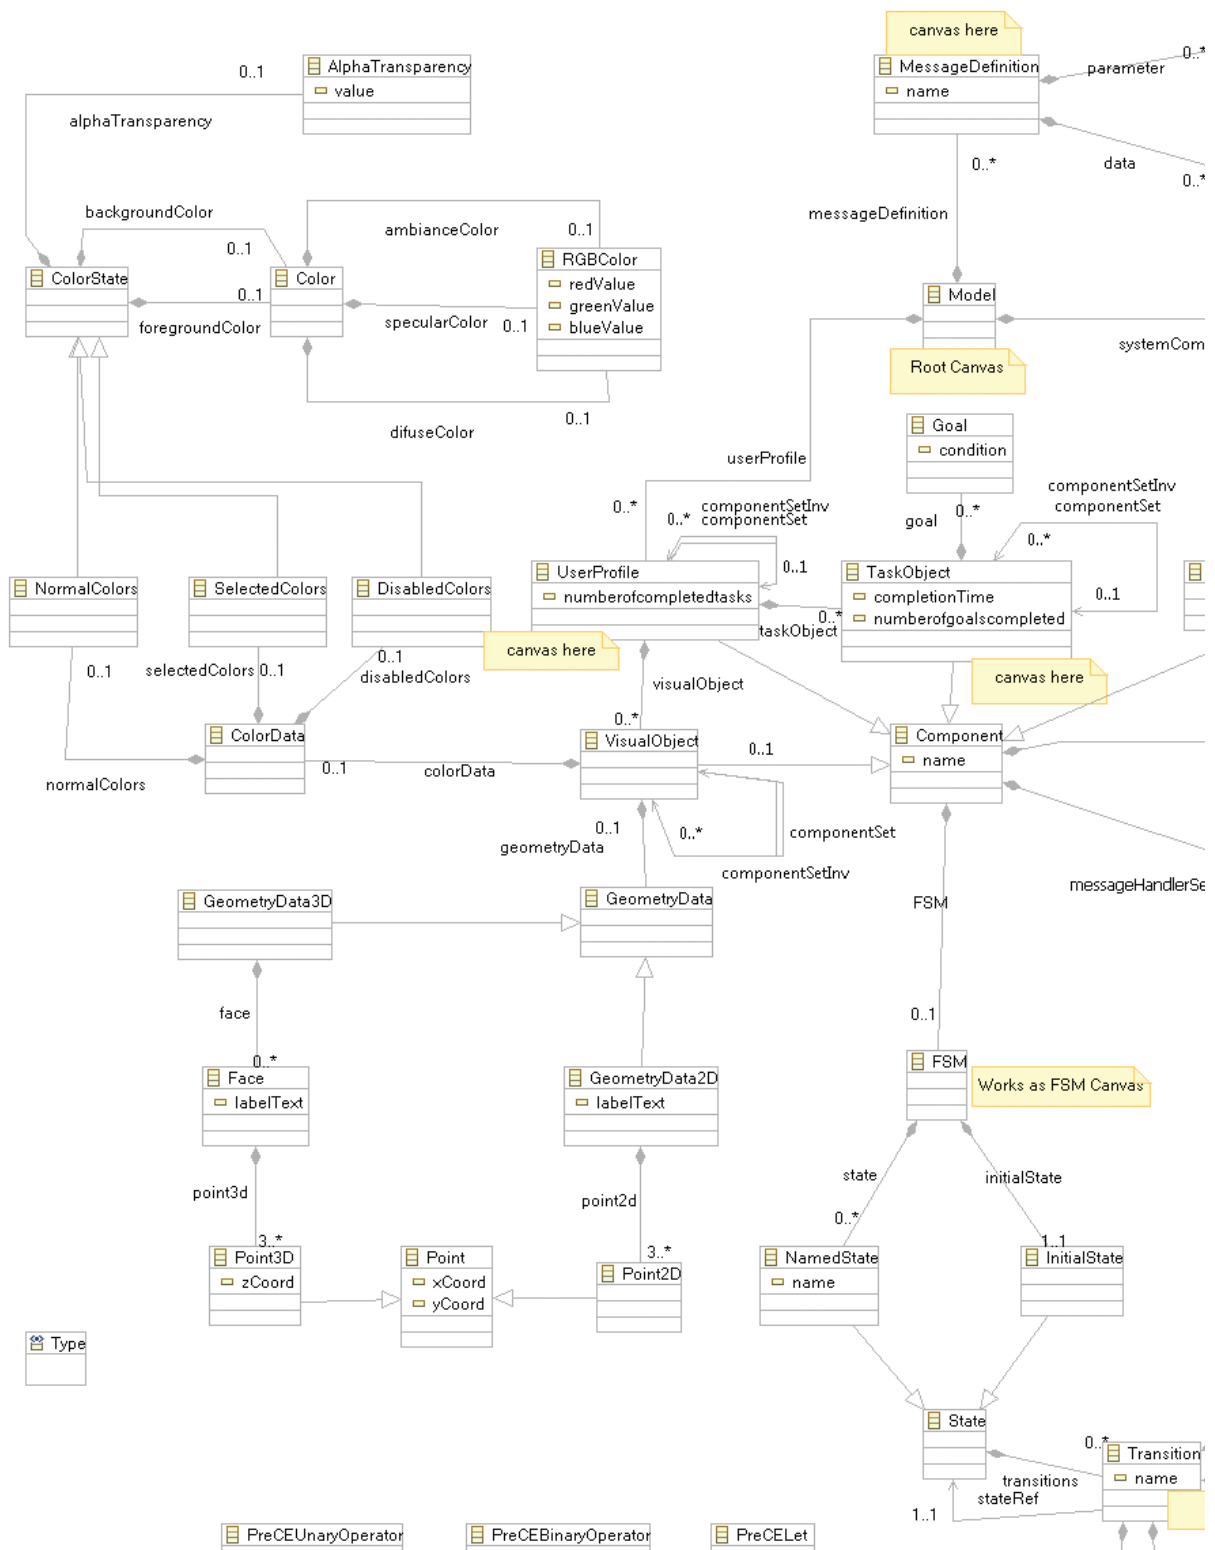 canvas here
AlphaTransparency
value
0..1
alphaTransparency
MessageDefinition
name
parameter
0..*
data
0..*
0..*
messageDefinition
backgroundColor
0..1
ambianceColor
0..1
RGBColor
redValue
greenValue
blueValue
ColorState
Color
0..1
foregroundColor
specularColor
0..1
Model
systemCom
Root Canvas
0..1
difuseColor
Goal
condition
userProfile
0..*
componentSetInv
componentSet
0..*
0..1
goal
0..*
componentSetInv
componentSet
0..*
0..1
NormalColors
SelectedColors
DisabledColors
UserProfile
numberofcompletedtasks
TaskObject
completionTime
numberofgoalscompleted
0..*
taskObject
canvas here
canvas here
0..1
selectedColors
0..1
0..1
disabledColors
visualObject
0..*
ColorData
VisualObject
Component
name
0..1
normalColors
0..1
colorData
0..1
geometryData
0..*
componentSet
componentSetInv
messageHandlerSe
GeometryData3D
GeometryData
FSM
0..1
face
0..*
Face
labelText
GeometryData2D
labelText
FSM
Works as FSM Canvas
point3d
3..*
point2d
3..*
state
0..*
initialState
1..1
Point3D
zCoord
Point
xCoord
yCoord
Point2D
NamedState
name
InitialState
Type
State
0..*
transitions
stateRef
1..1
Transition
name
PreCEUnaryOperator
PreCEBinaryOperator
PreCELet